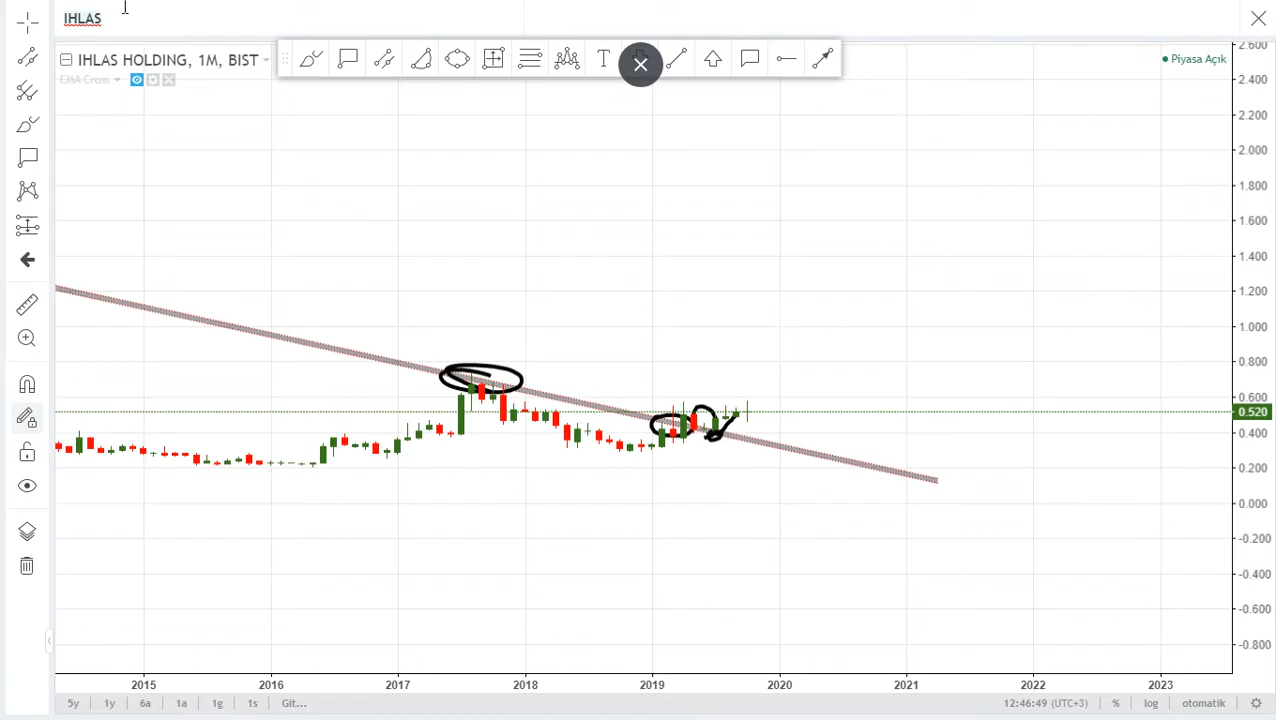 IHLAS
IHLAS HOLDING, 1M, BIST
T
EMA Cross
Piyasa Açık
2.600
2.400
2.200
2.000
1.800
1.600
1.400
1.200
1.000
0.800
0.600
0.520
0.400
0.200
0.000
-0.200
-0.400
-0.600
-0.800
2015 2016 2017 2018 2019 2020 2021 2022 2023
5y 1y 6a 1a 1g 1s Git... 12:46:49 (UTC+3) % log otomatik